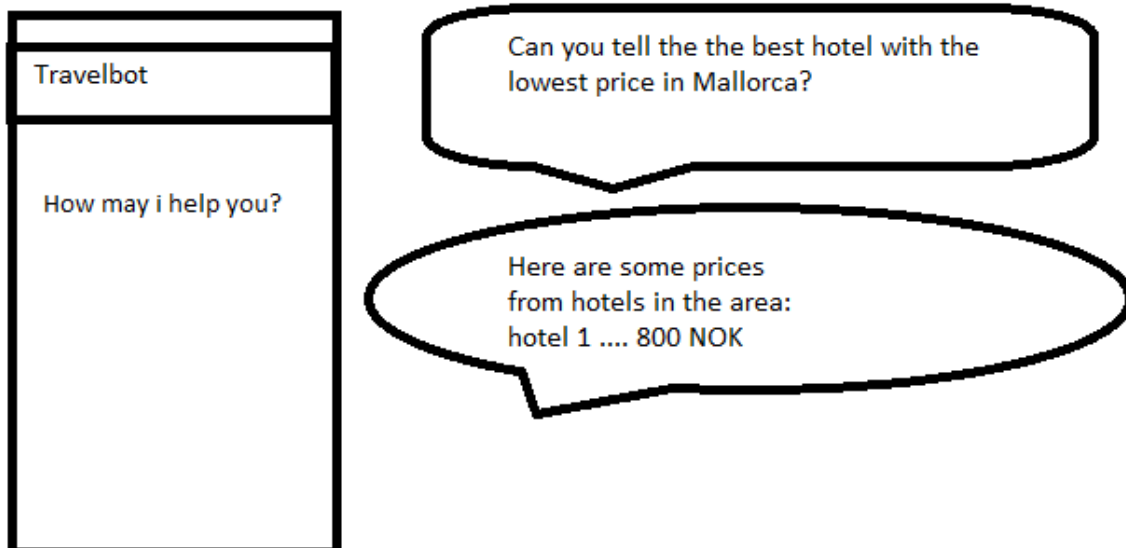 Travelbot
How may i help you?
Can you tell the the best hotel with the
lowest price in Mallorca?
Here are some prices
from hotels in the area:
hotel 1 .... 800 NOK